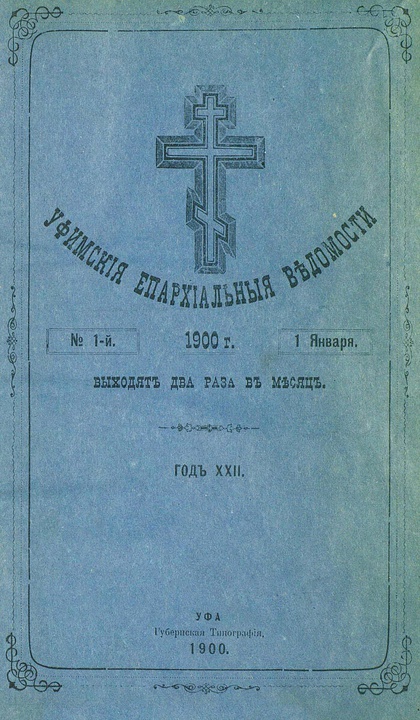 УФИМСКІЯ ЕПАРХІАЛЬНЫЯ ВѢДОМОСТИ
№ 1-й. 1900 г. 1 Января.
ВЫХОДЯТЪ ДВА РАЗА ВЪ МѢСЯЦЪ.
ГОДЪ XXII.
УФА
Губернская Типографія,
1900.